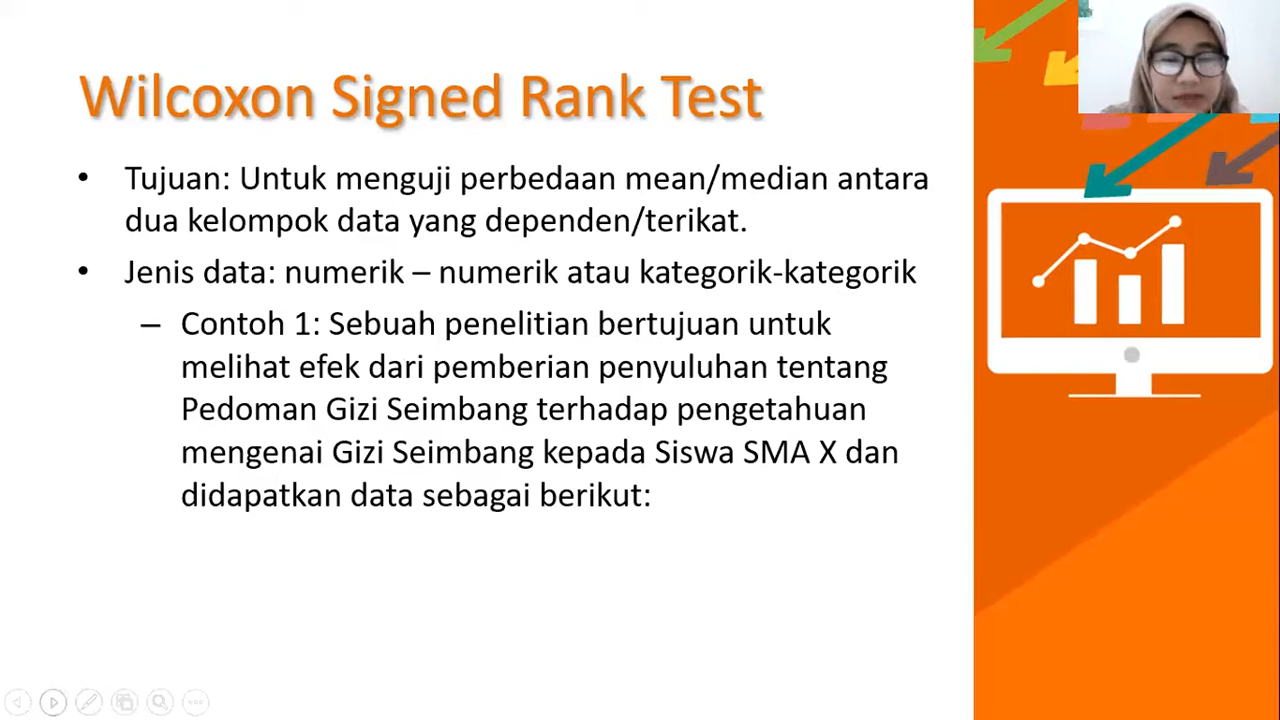 Wilcoxon Signed Rank Test
• Tujuan: Untuk menguji perbedaan mean/median antara
dua kelompok data yang dependen/terikat.
• Jenis data: numerik – numerik atau kategorik-kategorik
– Contoh 1: Sebuah penelitian bertujuan untuk
melihat efek dari pemberian penyuluhan tentang
Pedoman Gizi Seimbang terhadap pengetahuan
mengenai Gizi Seimbang kepada Siswa SMA X dan
didapatkan data sebagai berikut: